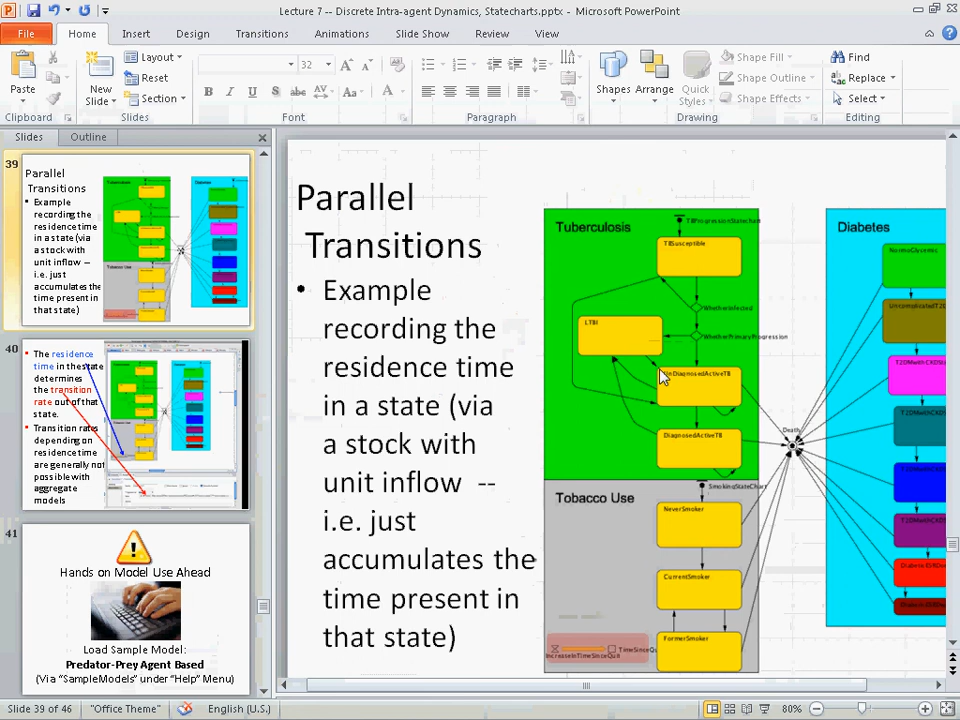 Lecture 7 -- Discrete Intra-agent Dynamics, Statecharts.pptx - Microsoft PowerPoint
File Home Insert Design Transitions Animations Slide Show Review View
Paste
Clipboard
New Slide
Layout
Reset
Section
Slides
32
B I U S abc AV Aa A
Font
Paragraph
Shapes
Arrange
Quick Styles
Shape Fill
Shape Outline
Shape Effects
Drawing
Find
Replace
Select
Editing
Slides Outline
39
Parallel
Transitions
• Example
recording the
residence time
in a state (via
a stock with
unit inflow --
i.e. just
accumulates the
time present in
that state)
40
• The residence
time in the state
determines
the transition
rate out of that
state.
• Transition rates
depending on
residence time
are generally not
possible with
aggregate
models
41
Hands on Model Use Ahead
Load Sample Model:
Predator-Prey Agent Based
(Via "SampleModels" under "Help" Menu)
Parallel
Transitions
• Example
recording the
residence time
in a state (via
a stock with
unit inflow --
i.e. just
accumulates the
time present in
that state)
Tuberculosis
TBProgressionStatechart
TBSusceptible
WhetherInfected
LTBI
WhetherPrimaryProgression
UnDiagnosedActiveTB
DiagnosedActiveTB
Death
Tobacco Use
SmokingStateChart
NeverSmoker
CurrentSmoker
FormerSmoker
IncreaseInTimeSinceQuit
Diabetes
Slide 39 of 46
"Office Theme"
English (U.S.)
80%